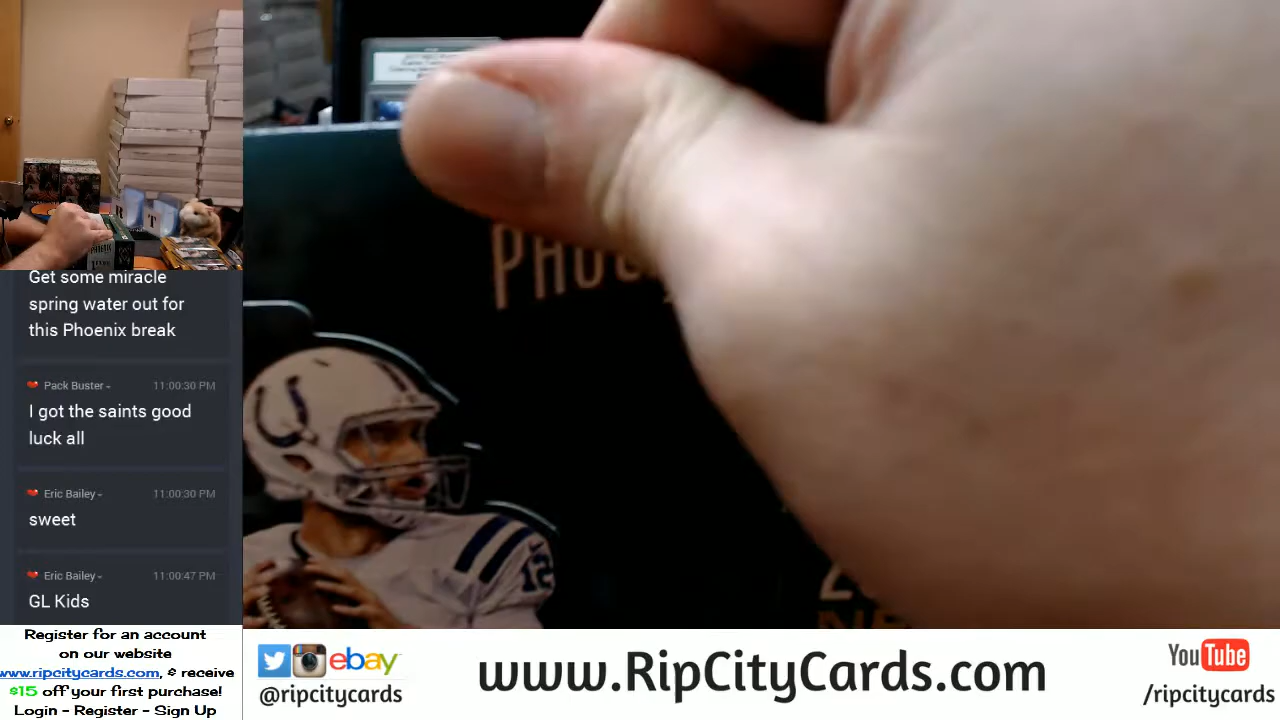 Get some miracle
spring water out for
this Phoenix break
Pack Buster
11:00:30 PM
I got the saints good
luck all
Eric Bailey
11:00:30 PM
sweet
Eric Bailey
11:00:47 PM
GL Kids
Register for an account
on our website
www.ripcitycards.com, & receive
$15 off your first purchase!
Login - Register - Sign Up
12
ebay
@ripcitycards
www.RipCityCards.com
YouTube
/ripcitycards